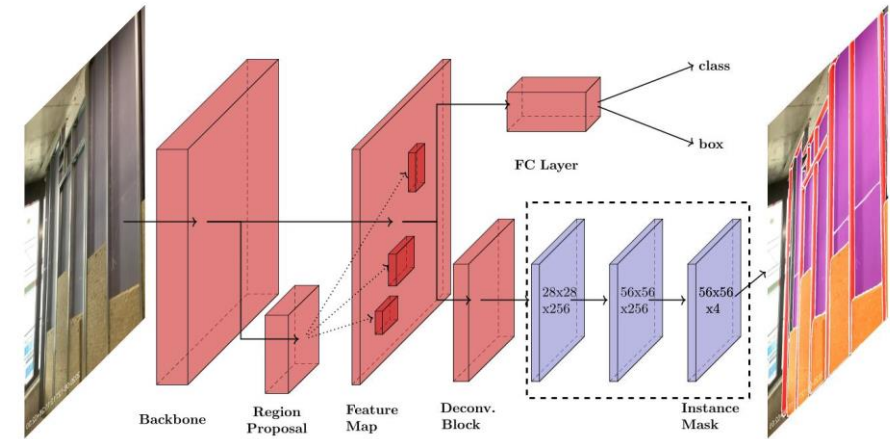 class
box
FC Layer
28x28
x256
56x56
x256
56x56
x4
Backbone
Region
Proposal
Feature
Map
Deconv.
Block
Instance
Mask